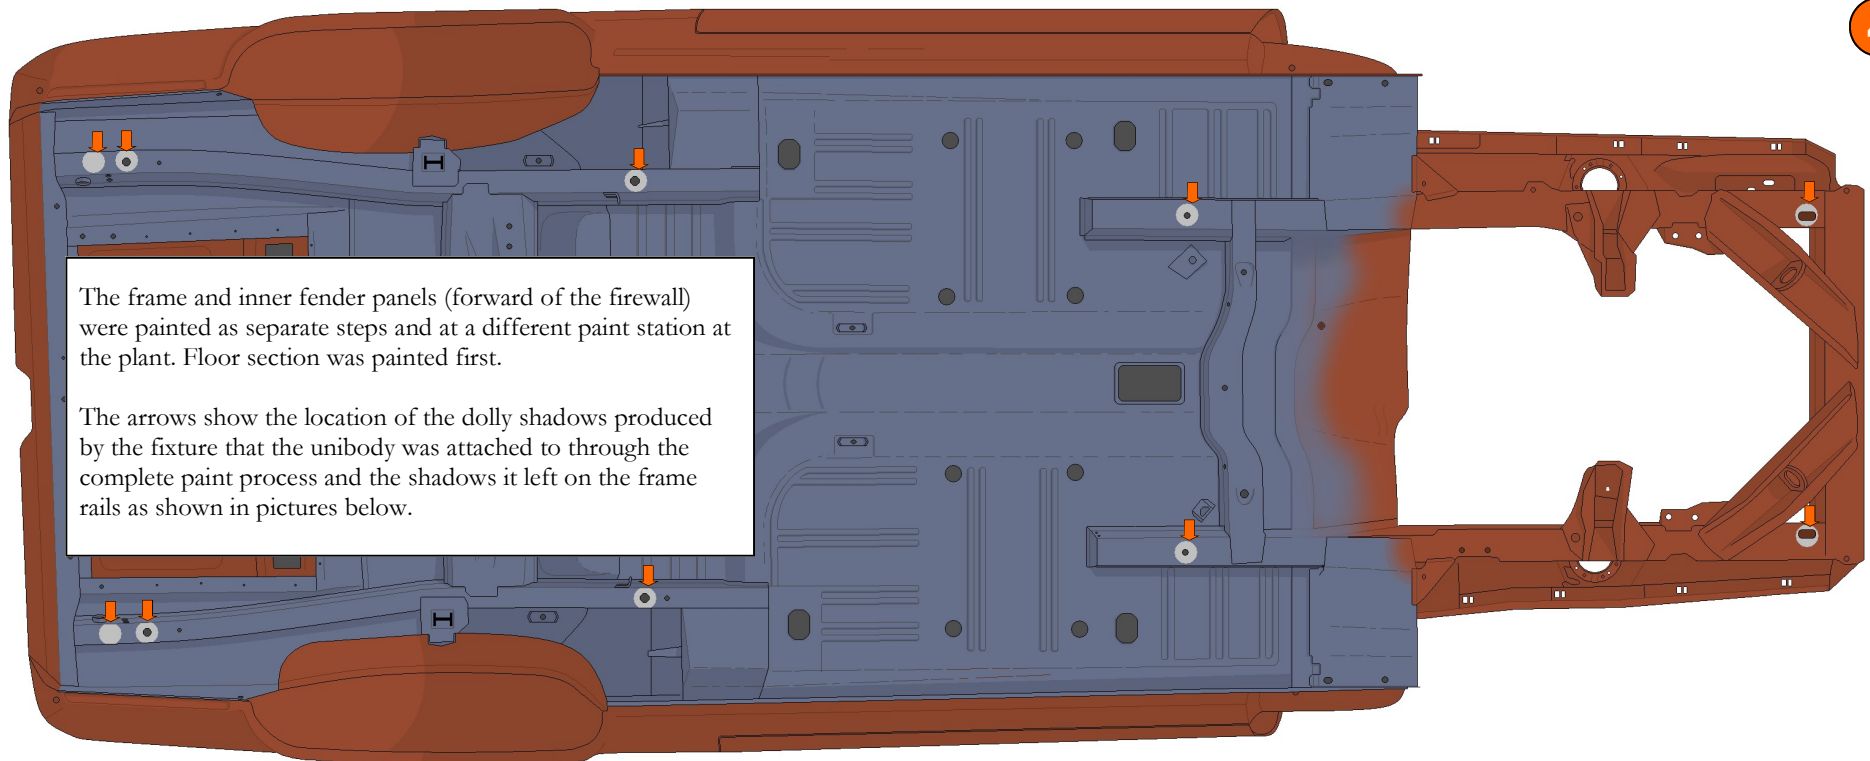 The frame and inner fender panels (forward of the firewall)
were painted as separate steps and at a different paint station at
the plant. Floor section was painted first.
The arrows show the location of the dolly shadows produced
by the fixture that the unibody was attached to through the
complete paint process and the shadows it left on the frame
rails as shown in pictures below.